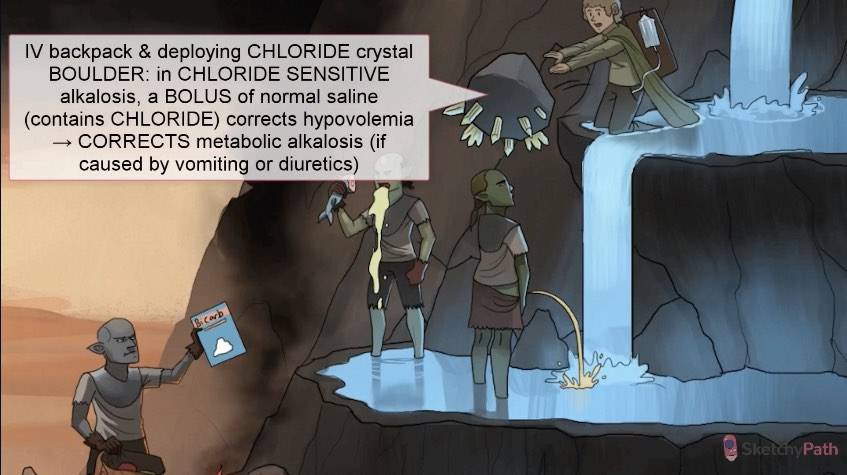 IV backpack & deploying CHLORIDE crystal
BOULDER: in CHLORIDE SENSITIVE
alkalosis, a BOLUS of normal saline
(contains CHLORIDE) corrects hypovolemia
→ CORRECTS metabolic alkalosis (if
caused by vomiting or diuretics)
Bicarb
SketchyPath